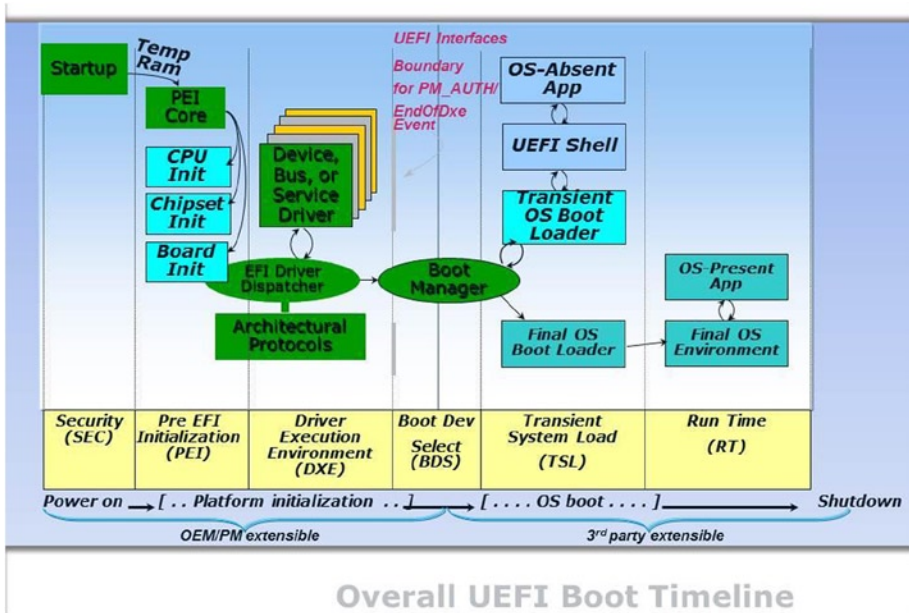 UEFI Interfaces
Boundary
for PM_AUTH/
EndOfDxe
Event
Startup
Temp
Ram
PEI
Core
CPU
Init
Chipset
Init
Board
Init
Device,
Bus, or
Service
Driver
EFI Driver
Dispatcher
Architectural
Protocols
Boot
Manager
OS-Absent
App
UEFI Shell
Transient
OS Boot
Loader
Final OS
Boot Loader
OS-Present
App
Final OS
Environment
Security
(SEC)
Pre EFI
Initialization
(PEI)
Driver
Execution
Environment
(DXE)
Boot Dev
Select
(BDS)
Transient
System Load
(TSL)
Run Time
(RT)
Power on
[ . . Platform initialization . . ]
[ . . . . OS boot . . . . ]
Shutdown
OEM/PM extensible
3rd party extensible
Overall UEFI Boot Timeline